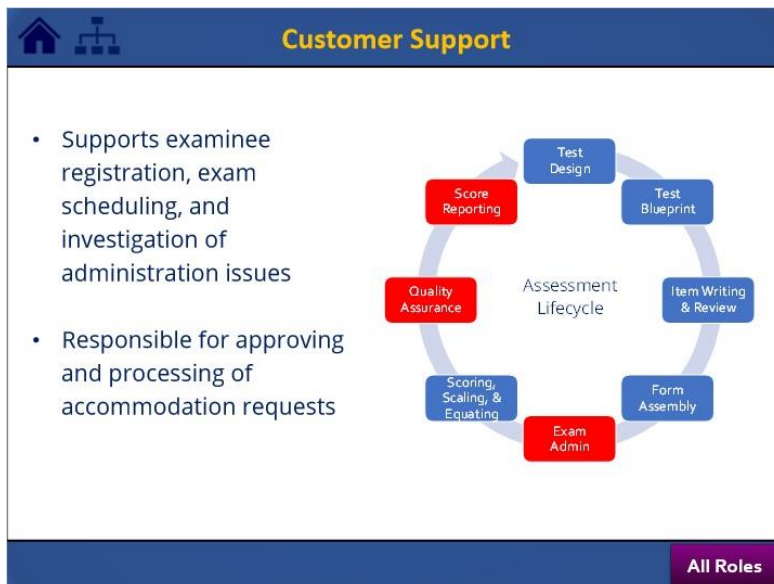 Customer Support
• Supports examinee
registration, exam
scheduling, and
investigation of
administration issues
• Responsible for approving
and processing of
accommodation requests
Test
Design
Test
Blueprint
Item Writing
& Review
Form
Assembly
Exam
Admin
Scoring,
Scaling, &
Equating
Quality
Assurance
Score
Reporting
Assessment
Lifecycle
All Roles